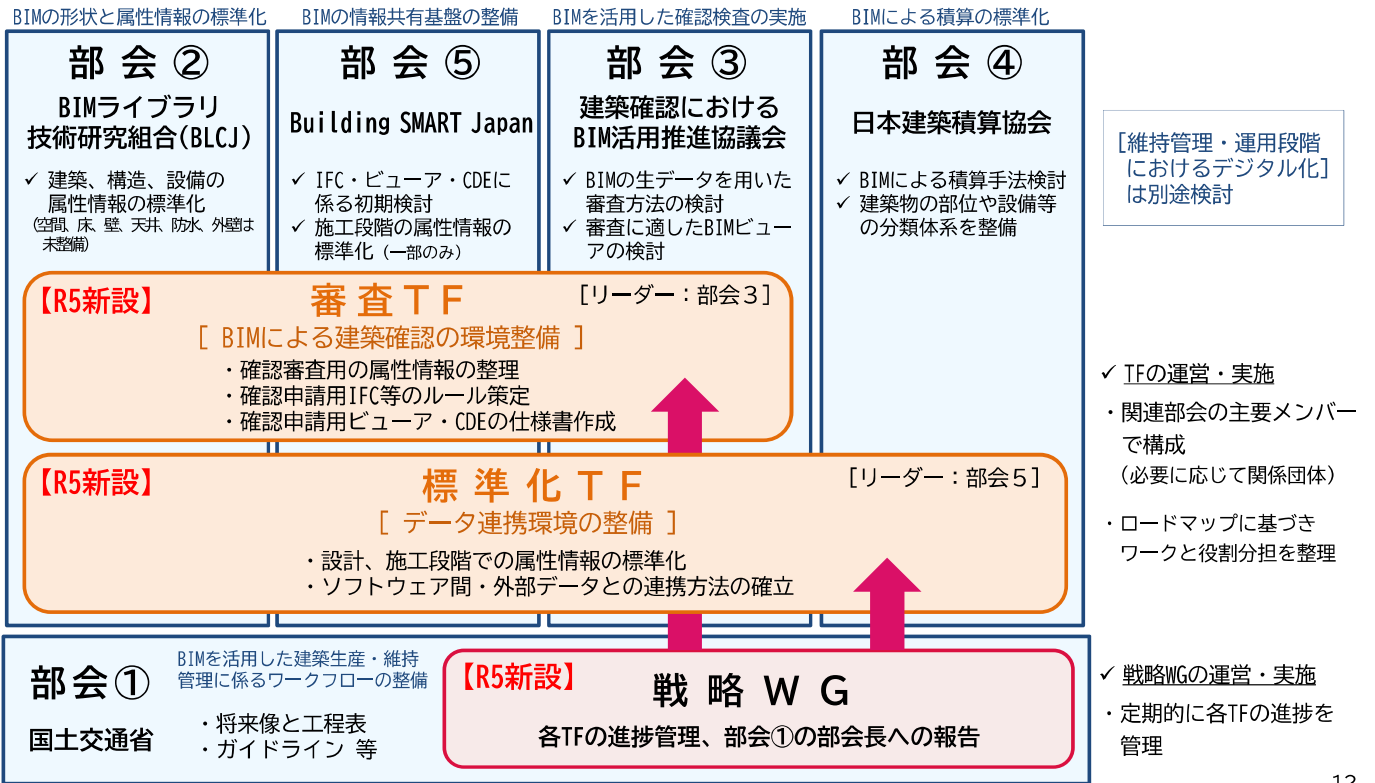 BIMの形状と属性情報の標準化
部 会 ②
BIMライブラリ
技術研究組合(BLCJ)
✓ 建築、構造、設備の
属性情報の標準化
(空間、床、壁、天井、防水、外壁は
未整備)
BIMの情報共有基盤の整備
部 会 ⑤
Building SMART Japan
✓ IFC・ビューア・CDEに
係る初期検討
✓ 施工段階の属性情報の
標準化 (一部のみ)
BIMを活用した確認検査の実施
部 会 ③
建築確認における
BIM活用推進協議会
✓ BIMの生データを用いた
審査方法の検討
✓ 審査に適したBIMビュー
アの検討
BIMによる積算の標準化
部 会 ④
日本建築積算協会
✓ BIMによる積算手法検討
✓ 建築物の部位や設備等
の分類体系を整備
[維持管理・運用段階
におけるデジタル化]
は別途検討
【R5新設】
審 査 T F
[リーダー：部会3]
[ BIMによる建築確認の環境整備 ]
・確認審査用の属性情報の整理
・確認申請用IFC等のルール策定
・確認申請用ビューア・CDEの仕様書作成
【R5新設】
標 準 化 T F
[リーダー：部会5]
[ データ連携環境の整備 ]
・設計、施工段階での属性情報の標準化
・ソフトウェア間・外部データとの連携方法の確立
✓ TFの運営・実施
・関連部会の主要メンバー
で構成
(必要に応じて関係団体)
・ロードマップに基づき
ワークと役割分担を整理
部 会 ①
国土交通省
BIMを活用した建築生産・維持
管理に係るワークフローの整備
・将来像と工程表
・ガイドライン 等
【R5新設】
戦 略 W G
各TFの進捗管理、部会①の部会長への報告
✓ 戦略WGの運営・実施
・定期的に各TFの進捗を
管理
12